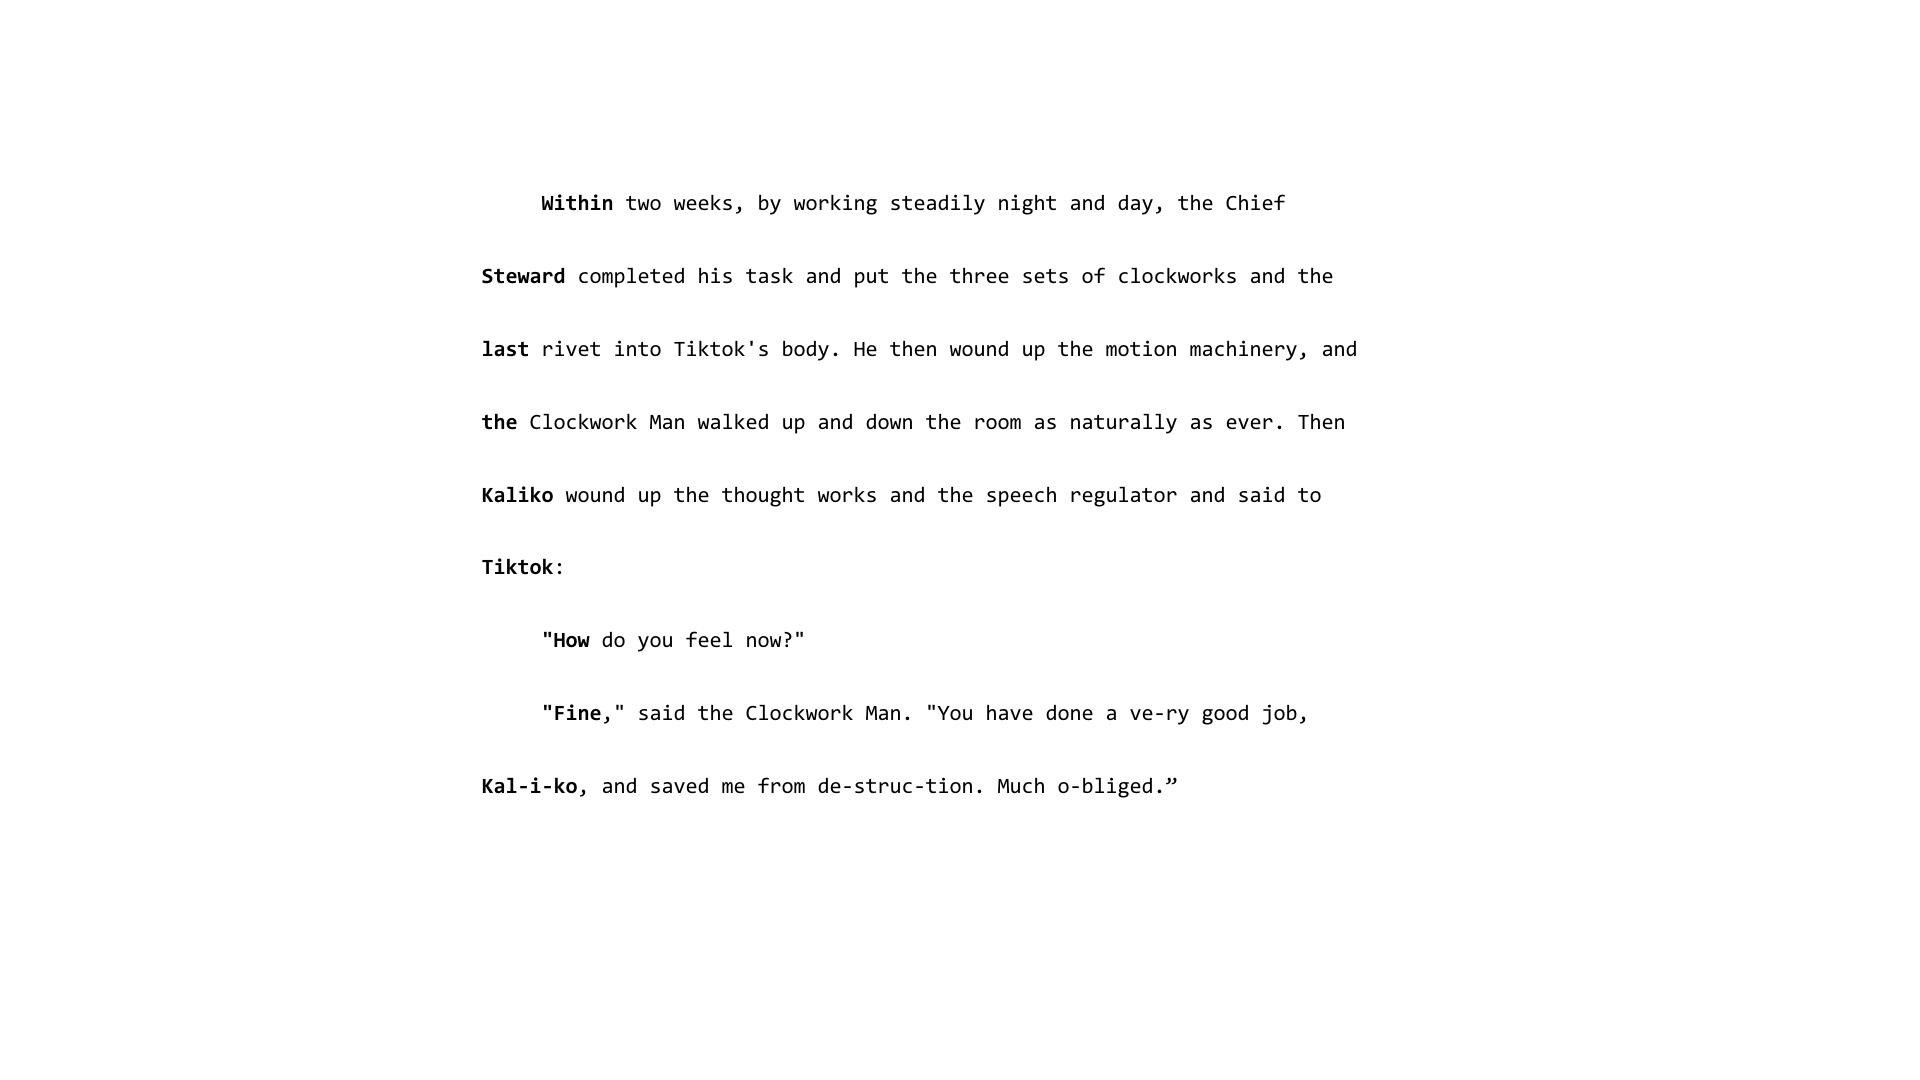 Within two weeks, by working steadily night and day, the Chief
Steward completed his task and put the three sets of clockworks and the
last rivet into Tiktok's body. He then wound up the motion machinery, and
the Clockwork Man walked up and down the room as naturally as ever. Then
Kaliko wound up the thought works and the speech regulator and said to
Tiktok:
"How do you feel now?"
"Fine," said the Clockwork Man. "You have done a ve-ry good job,
Kal-i-ko, and saved me from de-struc-tion. Much o-bliged.”